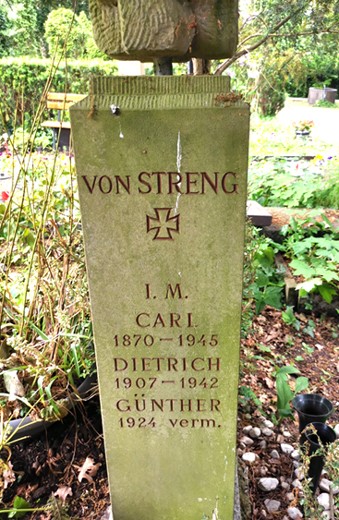 VON STRENG
I. M.
CARL
1870 – 1945
DIETRICH
1907 – 1942
GÜNTHER
1924 verm.